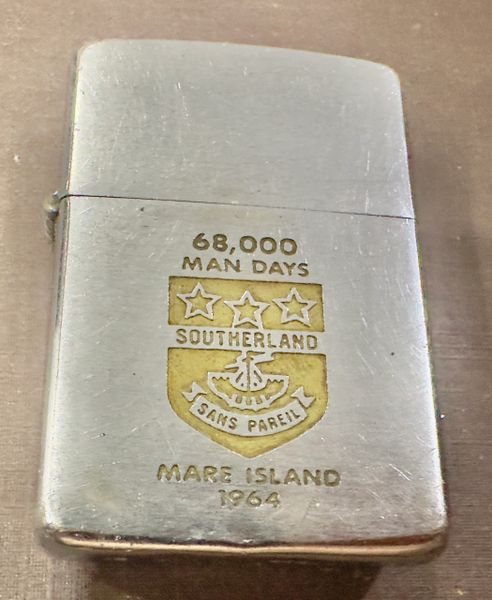 68,000
MAN DAYS
SOUTHERLAND
SANS PAREIL
MARE ISLAND
1964